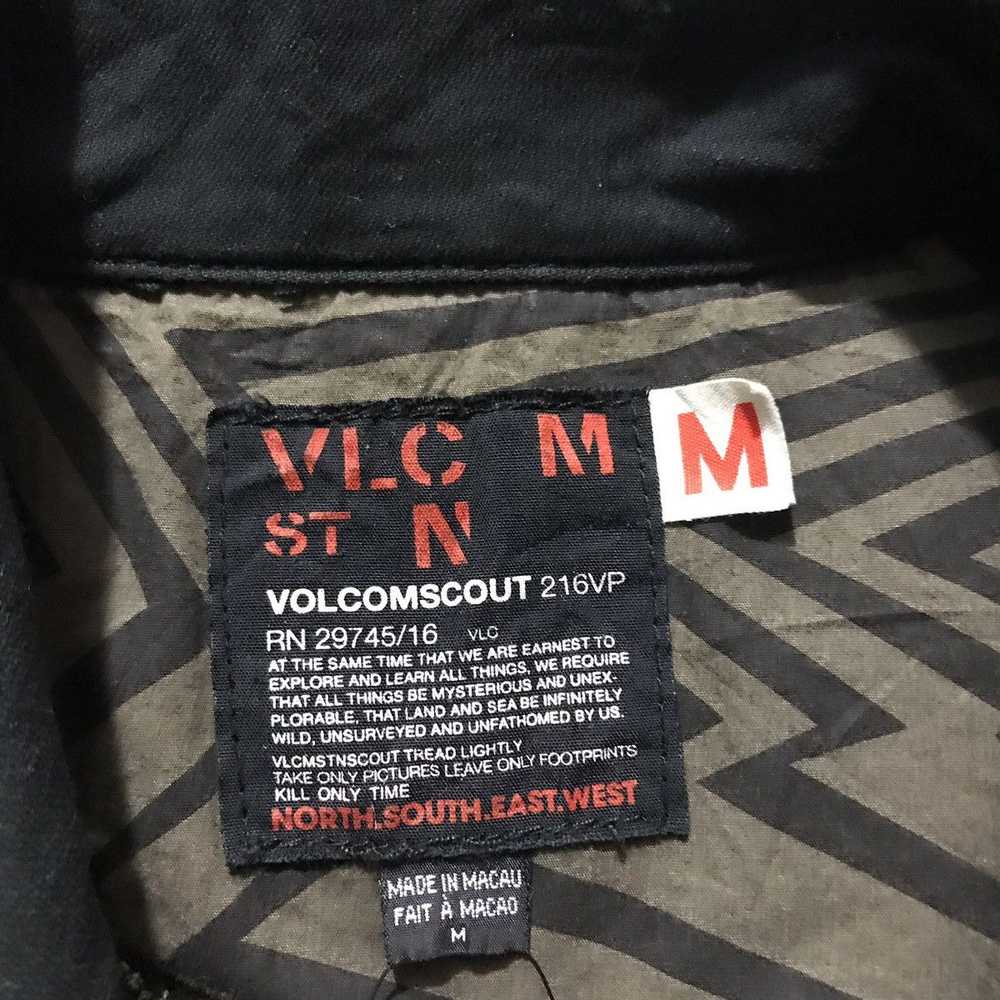 VLC M
M
ST N
VOLCOMSCOUT 216VP
RN 29745/16 VLC
AT THE SAME TIME THAT WE ARE EARNEST TO
EXPLORE AND LEARN ALL THINGS, WE REQUIRE
THAT ALL THINGS BE MYSTERIOUS AND UNEX-
PLORABLE, THAT LAND AND SEA BE INFINITELY
WILD, UNSURVEYED AND UNFATHOMED BY US.
VLCMSTNSCOUT TREAD LIGHTLY
TAKE ONLY PICTURES LEAVE ONLY FOOTPRINTS
KILL ONLY TIME
NORTH.SOUTH.EAST.WEST
MADE IN MACAU
FAIT À MACAO
M